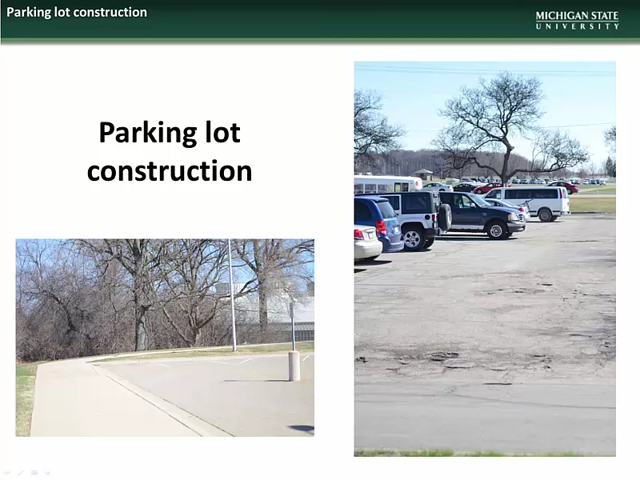 Parking lot construction
MICHIGAN STATE
UNIVERSITY
Parking lot
construction